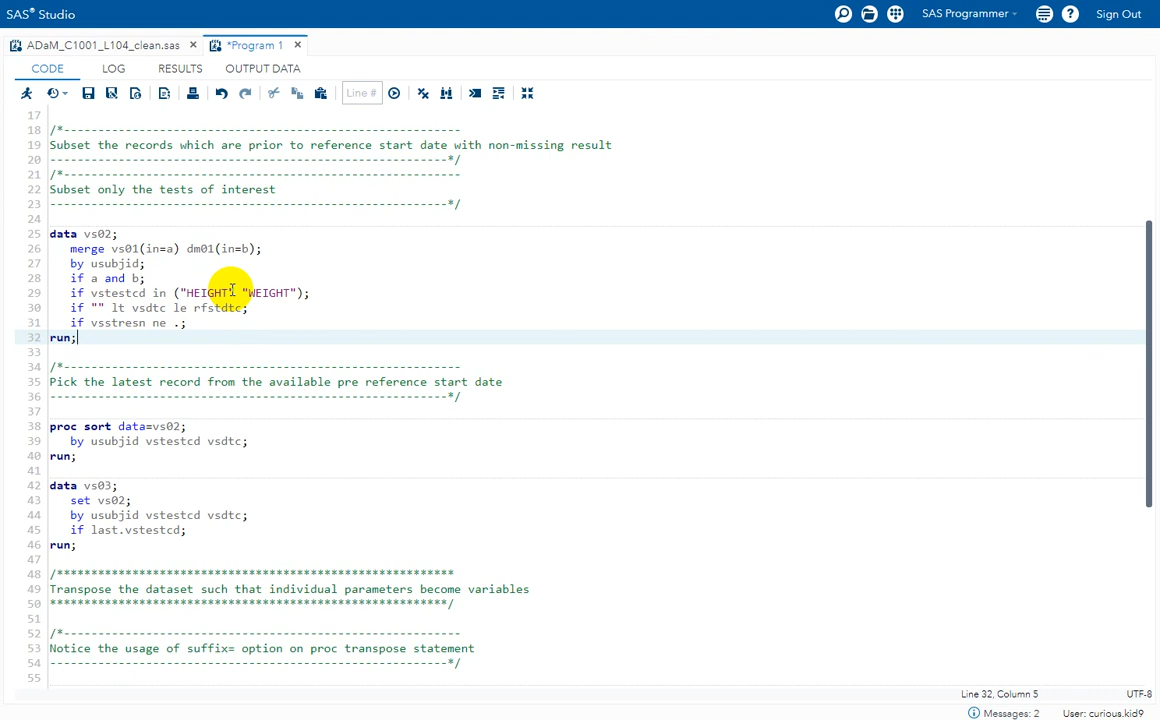 SAS® Studio
SAS Programmer
Sign Out
ADaM_C1001_L104_clean.sas
*Program 1
CODE LOG RESULTS OUTPUT DATA
Line #
17
18 /*----------------------------------------------------------
19 Subset the records which are prior to reference start date with non-missing result
20 ----------------------------------------------------------*/
21 /*----------------------------------------------------------
22 Subset only the tests of interest
23 ----------------------------------------------------------*/
24
25 data vs02;
26 merge vs01(in=a) dm01(in=b);
27 by usubjid;
28 if a and b;
29 if vstestcd in ("HEIGHT" "WEIGHT");
30 if "" lt vsdtc le rfstdtc;
31 if vsstresn ne .;
32 run;
33
34 /*----------------------------------------------------------
35 Pick the latest record from the available pre reference start date
36 ----------------------------------------------------------*/
37
38 proc sort data=vs02;
39 by usubjid vstestcd vsdtc;
40 run;
41
42 data vs03;
43 set vs02;
44 by usubjid vstestcd vsdtc;
45 if last.vstestcd;
46 run;
47
48 /**********************************************************
49 Transpose the dataset such that individual parameters become variables
50 **********************************************************/
51
52 /*----------------------------------------------------------
53 Notice the usage of suffix= option on proc transpose statement
54 ----------------------------------------------------------*/
55
Line 32, Column 5
UTF-8
Messages: 2
User: curious.kid9